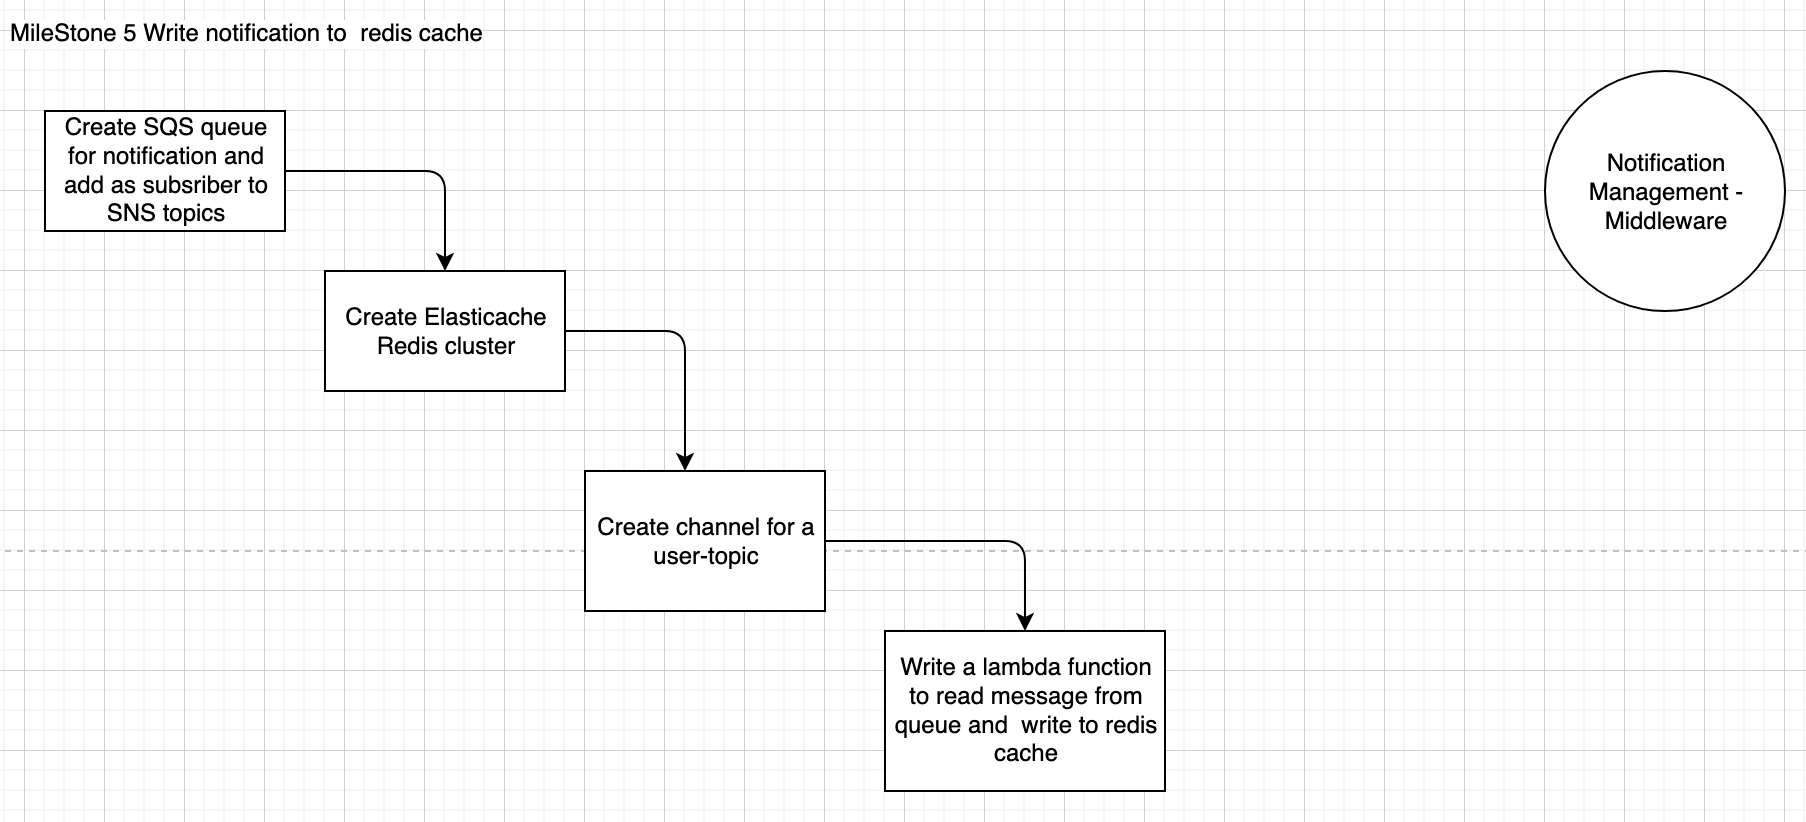 MileStone 5 Write notification to  redis cache
Create SQS queue
for notification and
add as subsriber to
SNS topics
Notification
Management -
Middleware
Create Elasticache
Redis cluster
Create channel for a
user-topic
Write a lambda function
to read message from
queue and  write to redis
cache